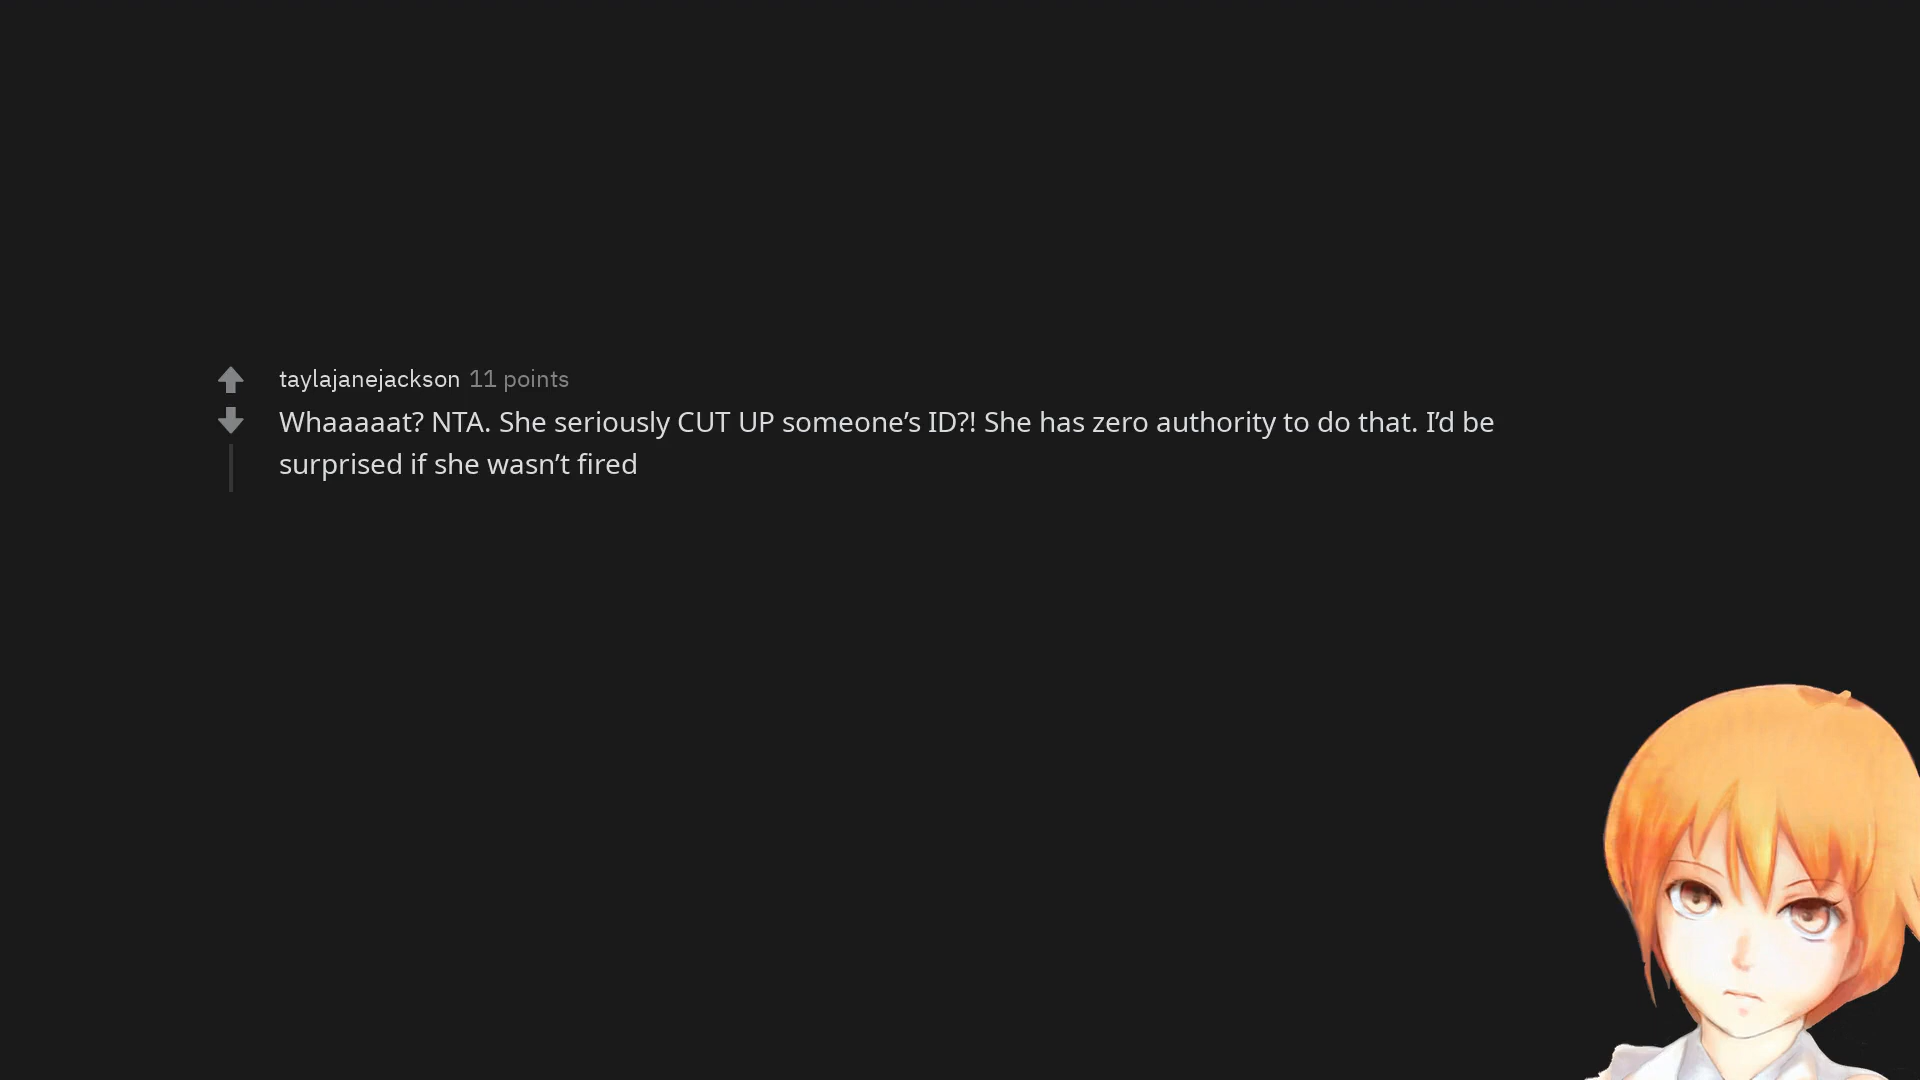 taylajanejackson 11 points
Whaaaaat? NTA. She seriously CUT UP someone’s ID?! She has zero authority to do that. I’d be
surprised if she wasn’t fired